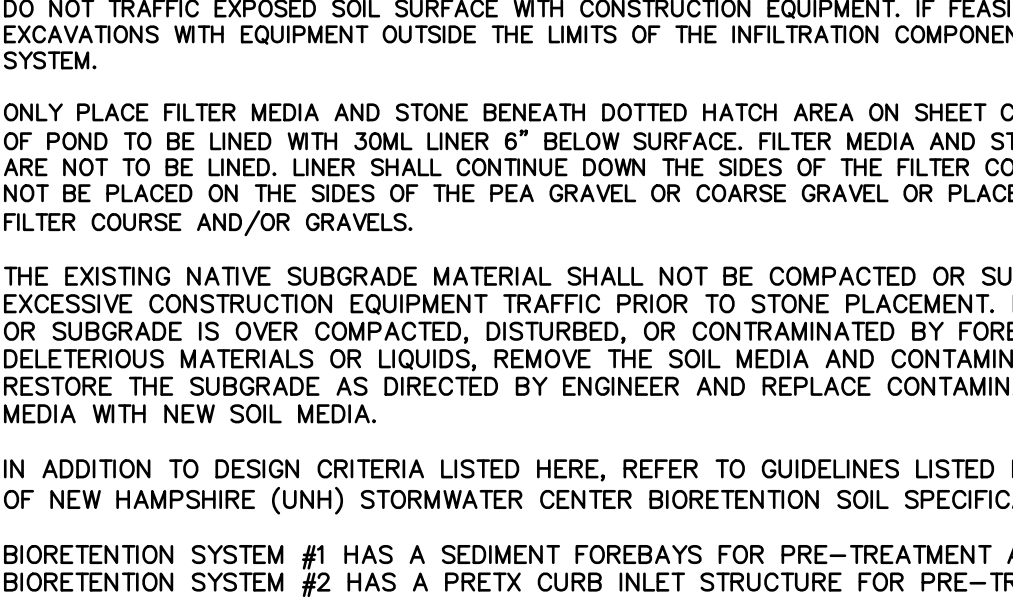 DO NOT TRAFFIC EXPOSED SOIL SURFACE WITH CONSTRUCTION EQUIPMENT. IF FEASI
EXCAVATIONS WITH EQUIPMENT OUTSIDE THE LIMITS OF THE INFILTRATION COMPONEN
SYSTEM.
ONLY PLACE FILTER MEDIA AND STONE BENEATH DOTTED HATCH AREA ON SHEET C
OF POND TO BE LINED WITH 30ML LINER 6" BELOW SURFACE. FILTER MEDIA AND ST
ARE NOT TO BE LINED. LINER SHALL CONTINUE DOWN THE SIDES OF THE FILTER CO
NOT BE PLACED ON THE SIDES OF THE PEA GRAVEL OR COARSE GRAVEL OR PLACE
FILTER COURSE AND/OR GRAVELS.
THE EXISTING NATIVE SUBGRADE MATERIAL SHALL NOT BE COMPACTED OR SU
EXCESSIVE CONSTRUCTION EQUIPMENT TRAFFIC PRIOR TO STONE PLACEMENT.
OR SUBGRADE IS OVER COMPACTED, DISTURBED, OR CONTRAMINATED BY FORE
DELETERIOUS MATERIALS OR LIQUIDS, REMOVE THE SOIL MEDIA AND CONTAMIN
RESTORE THE SUBGRADE AS DIRECTED BY ENGINEER AND REPLACE CONTAMIN
MEDIA WITH NEW SOIL MEDIA.
IN ADDITION TO DESIGN CRITERIA LISTED HERE, REFER TO GUIDELINES LISTED
OF NEW HAMPSHIRE (UNH) STORMWATER CENTER BIORETENTION SOIL SPECIFIC
BIORETENTION SYSTEM #1 HAS A SEDIMENT FOREBAYS FOR PRE-TREATMENT A
BIORETENTION SYSTEM #2 HAS A PRETX CURB INLET STRUCTURE FOR PRE-TR